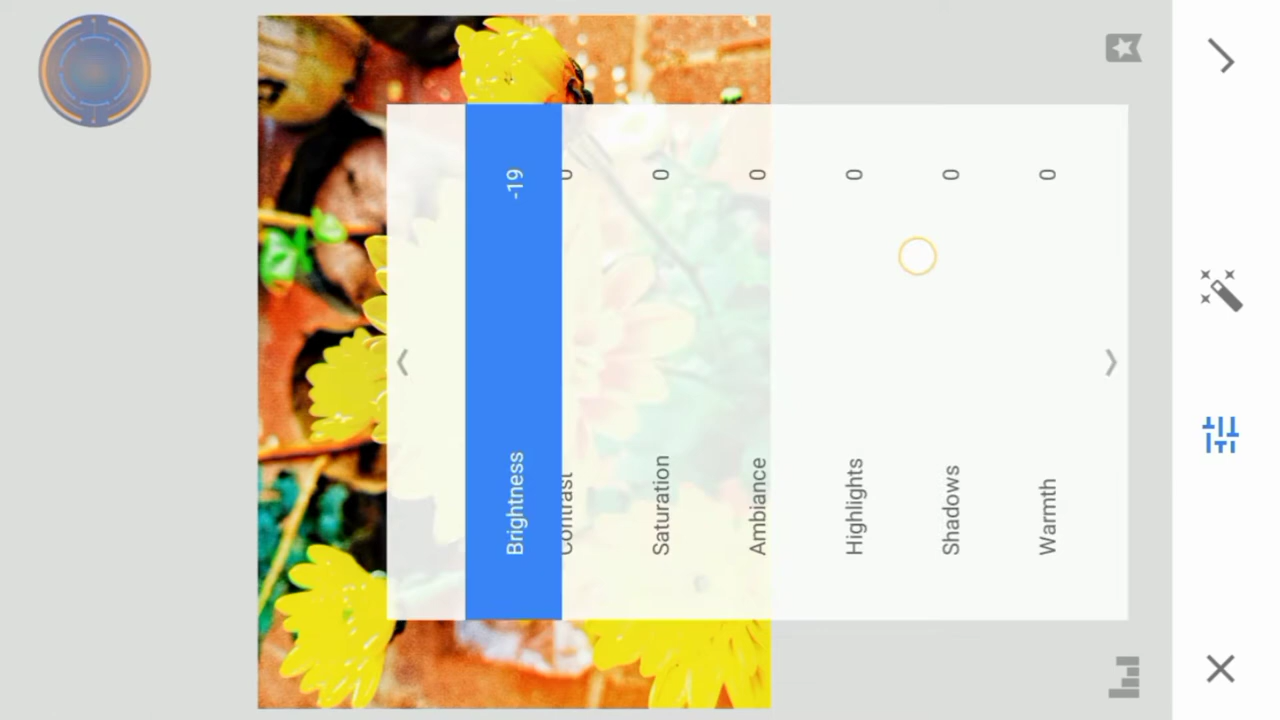 Brightness -19
Contrast 0
Saturation 0
Ambiance 0
Highlights 0
Shadows 0
Warmth 0